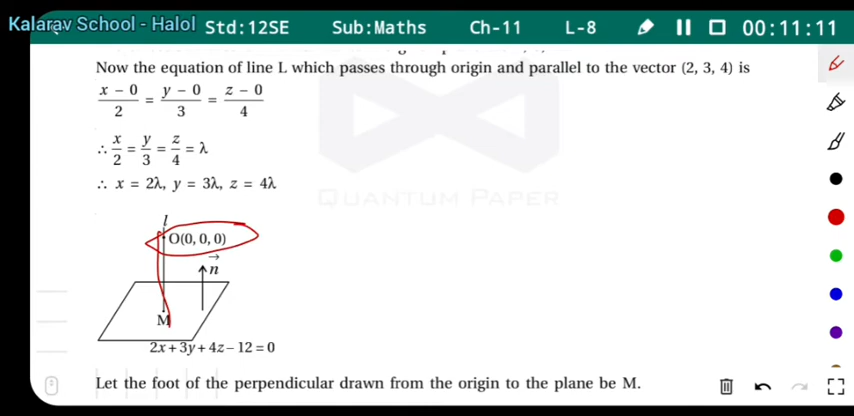 Kalarav School - Halol Std:12SE Sub:Maths Ch-11 L-8 00:11:11
Now the equation of line L which passes through origin and parallel to the vector (2, 3, 4) is
x − 0 / 2 = y − 0 / 3 = z − 0 / 4
∴ x/2 = y/3 = z/4 = λ
∴ x = 2λ, y = 3λ, z = 4λ
QUANTUM PAPER
l
O(0, 0, 0)
n
M
2x + 3y + 4z − 12 = 0
Let the foot of the perpendicular drawn from the origin to the plane be M.